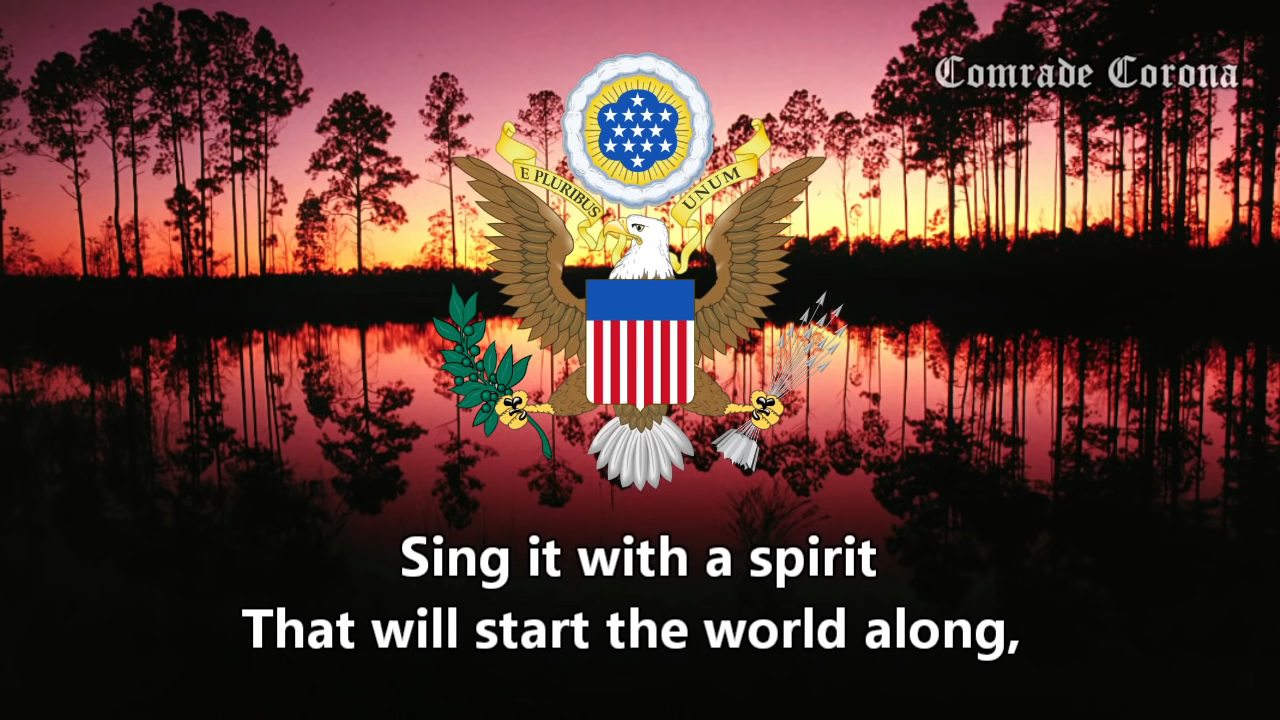 Comrade Corona
E PLURIBUS UNUM
Sing it with a spirit
That will start the world along,